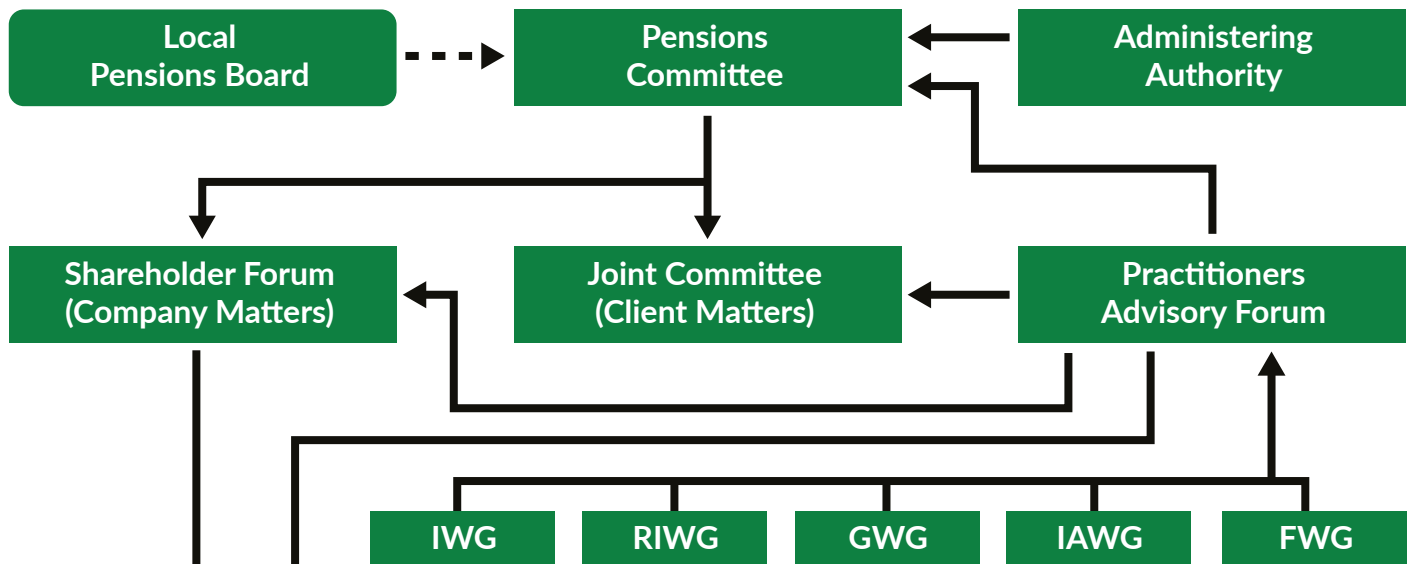 Local
Pensions Board
Pensions
Committee
Administering
Authority
Shareholder Forum
(Company Matters)
Joint Committee
(Client Matters)
Practitioners
Advisory Forum
IWG
RIWG
GWG
IAWG
FWG